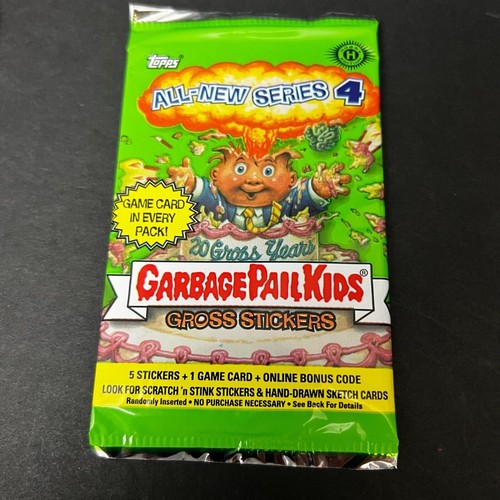 Topps
H
ALL-NEW SERIES 4
GAME CARD
IN EVERY
PACK!
20 Gross Years
GARBAGE PAIL KIDS®
GROSS STICKERS
5 STICKERS + 1 GAME CARD + ONLINE BONUS CODE
LOOK FOR SCRATCH 'n STINK STICKERS & HAND-DRAWN SKETCH CARDS
Randomly Inserted • NO PURCHASE NECESSARY • See Back For Details